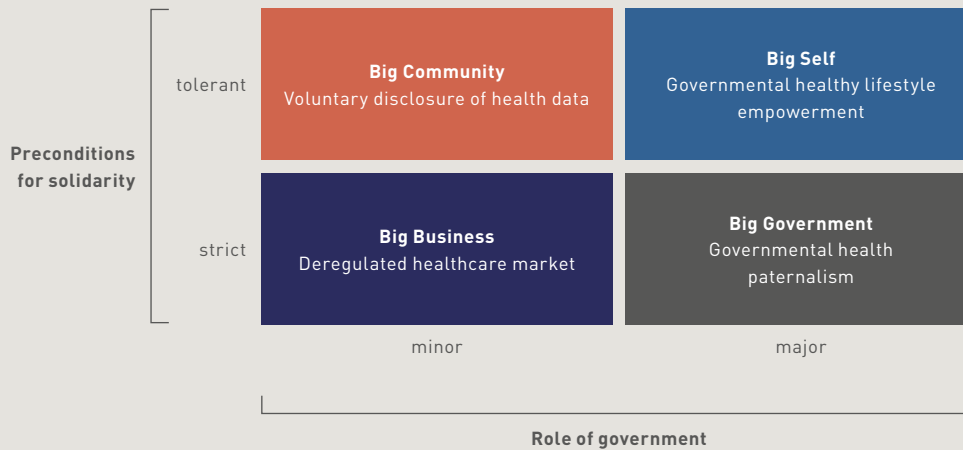 tolerant
Big Community
Voluntary disclosure of health data
Big Self
Governmental healthy lifestyle
empowerment
Preconditions
for solidarity
strict
Big Business
Deregulated healthcare market
Big Government
Governmental health
paternalism
minor
major
Role of government